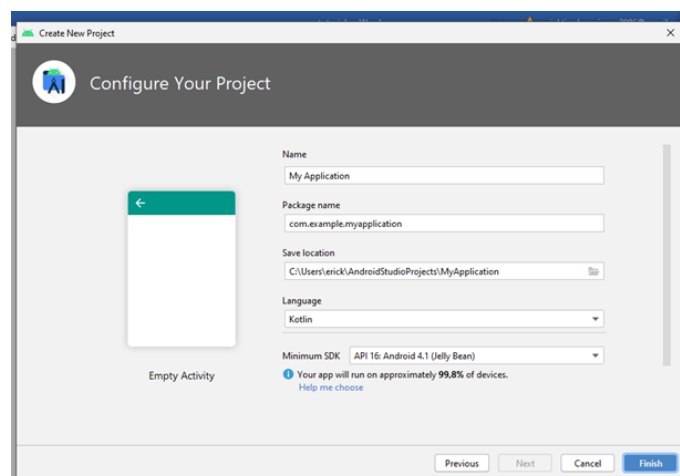 Create New Project
Configure Your Project
Name
My Application
Package name
com.example.myapplication
Save location
C:\Users\erick\AndroidStudioProjects\MyApplication
Language
Kotlin
Minimum SDK API 16: Android 4.1 (Jelly Bean)
Your app will run on approximately 99,8% of devices.
Help me choose
Empty Activity
Previous Next Cancel Finish